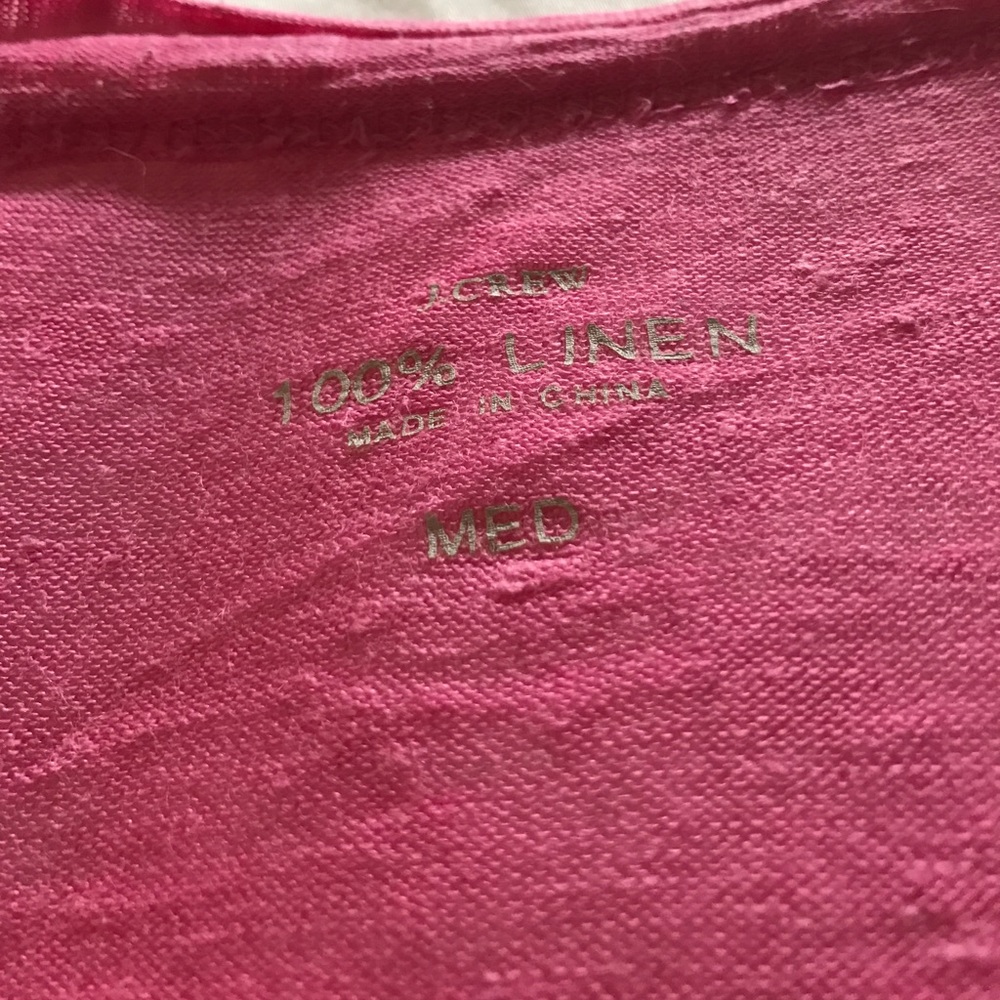 J.CREW
100% LINEN
MADE IN CHINA
MED